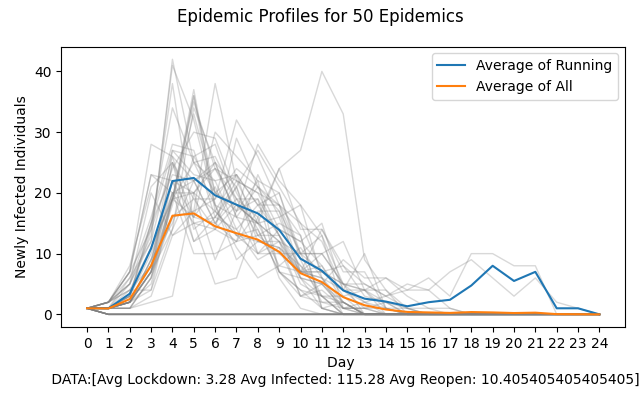 Epidemic Profiles for 50 Epidemics
Average of Running
Average of All
Newly Infected Individuals
40
30
20
10
0
0 1 2 3 4 5 6 7 8 9 10 11 12 13 14 15 16 17 18 19 20 21 22 23 24
Day
DATA:[Avg Lockdown: 3.28 Avg Infected: 115.28 Avg Reopen: 10.405405405405405]